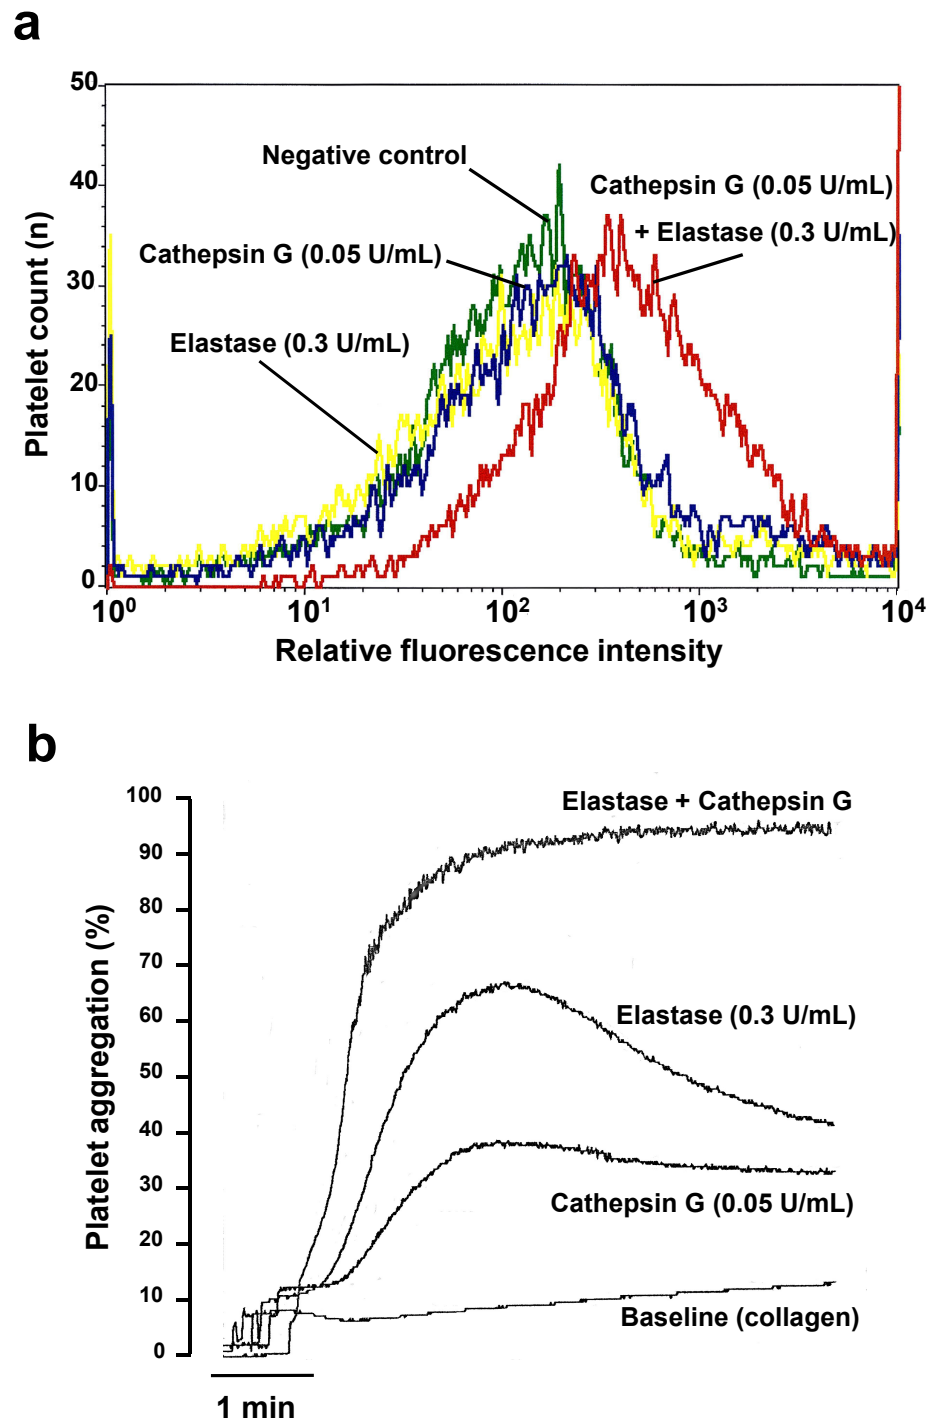 a
50
40
30
20
10
0
Platelet count (n)
Negative control
Cathepsin G (0.05 U/mL)
+ Elastase (0.3 U/mL)
Cathepsin G (0.05 U/mL)
Elastase (0.3 U/mL)
10⁰ 10¹ 10² 10³ 10⁴
Relative fluorescence intensity
b
100
90
80
70
60
50
40
30
20
10
0
Platelet aggregation (%)
Elastase + Cathepsin G
Elastase (0.3 U/mL)
Cathepsin G (0.05 U/mL)
Baseline (collagen)
1 min